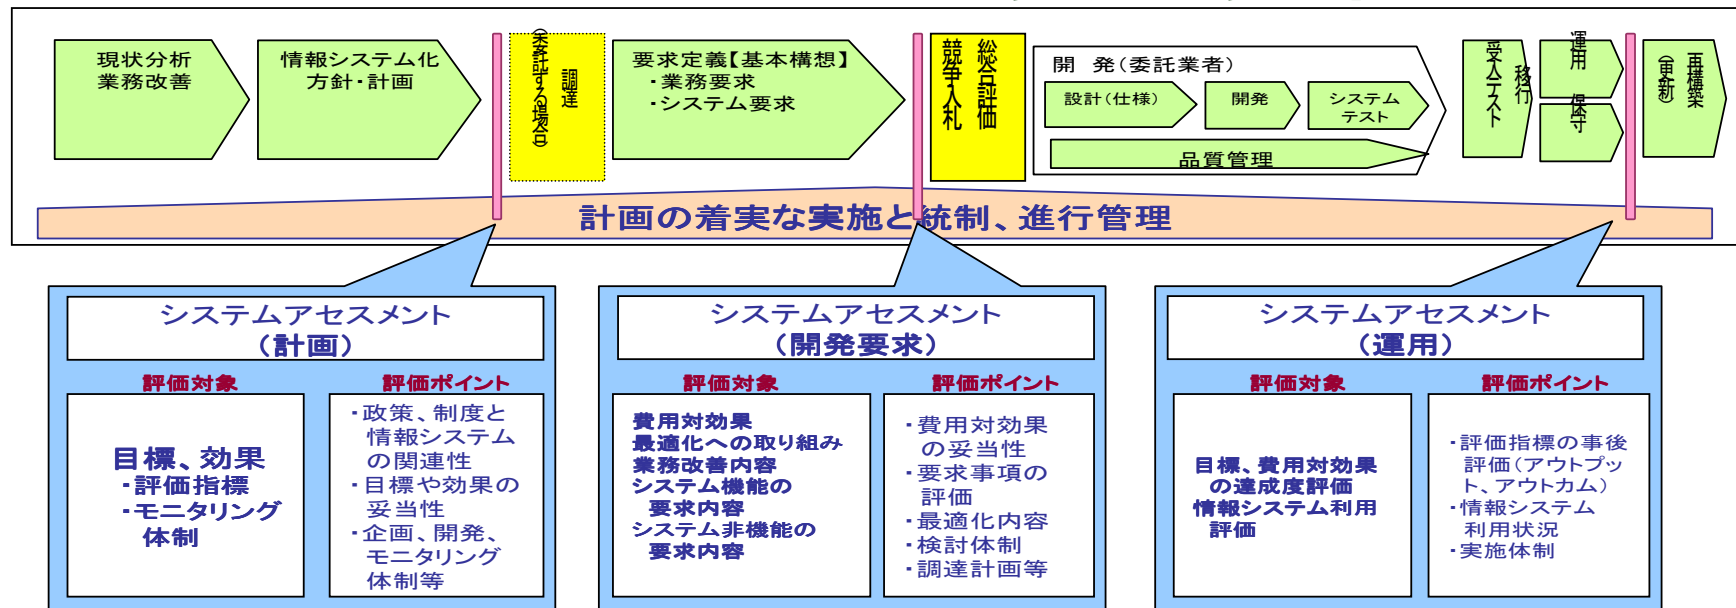 現状分析
業務改善
情報システム化
方針・計画
調達
(委託する場合)
要求定義【基本構想】
・業務要求
・システム要求
総合評価
競争入札
開 発(委託業者)
設計(仕様)
開発
システム
テスト
品質管理
移行
受入テスト
運用
保守
再構築
(更新)
計画の着実な実施と統制、進行管理
システムアセスメント
(計画)
評価対象
目標、効果
・評価指標
・モニタリング
体制
評価ポイント
・政策、制度と
情報システム
の関連性
・目標や効果の
妥当性
・企画、開発、
モニタリング
体制等
システムアセスメント
(開発要求)
評価対象
費用対効果
最適化への取り組み
業務改善内容
システム機能の
要求内容
システム非機能の
要求内容
評価ポイント
・費用対効果
の妥当性
・要求事項の
評価
・最適化内容
・検討体制
・調達計画等
システムアセスメント
(運用)
評価対象
目標、費用対効果
の達成度評価
情報システム利用
評価
評価ポイント
・評価指標の事後
評価(アウトプッ
ト、アウトカム)
・情報システム
利用状況
・実施体制